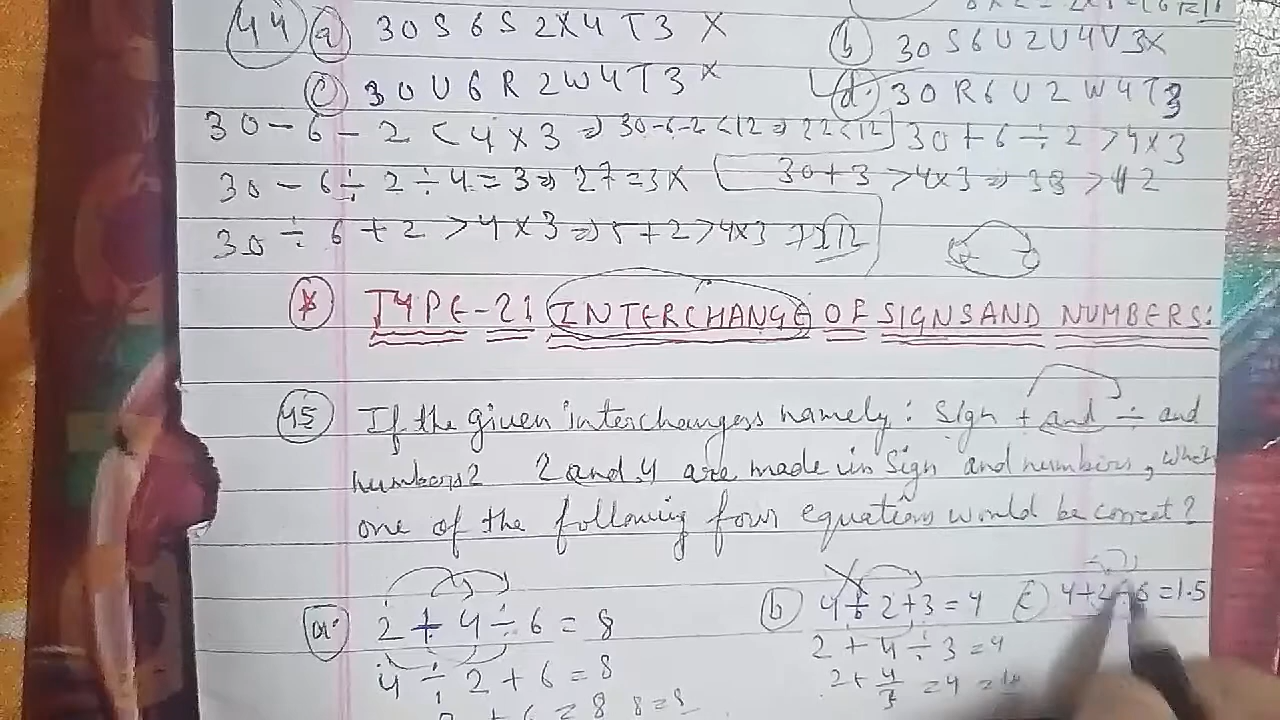 44 (a) 30 S 6 S 2 X 4 T 3 X (b) 30 S 6 U 2 U 4 V 3 X
(c) 30 U 6 R 2 W 4 T 3 X (d) 30 R 6 U 2 W 4 T 3
30 - 6 - 2 < 4 × 3 ⇒ 30-6-2 < 12 ⇒ 22 < 12 30 + 6 ÷ 2 > 4 × 3
30 - 6 ÷ 2 ÷ 4 = 3 ⇒ 27 = 3 X 30 + 3 > 4 × 3 ⇒ 33 > 12
30 ÷ 6 + 2 > 4 × 3 ⇒ 5 + 2 > 4 × 3 7 > 12
* TYPE-2: INTERCHANGE OF SIGNS AND NUMBERS:
45 If the given interchangess namely: Sign + and ÷ and
numbers 2 and 4 are made in Sign and numbers, which
one of the following four equations would be correct?
(a) 2 + 4 ÷ 6 = 8 (b) 4 ÷ 2 + 3 = 4 (c) 4 + 2 6 = 1.5
4 ÷ 2 + 6 = 8 2 + 4 ÷ 3 = 4
+ 6 = 8 8 = 8 2 + 4/3 = 4 =